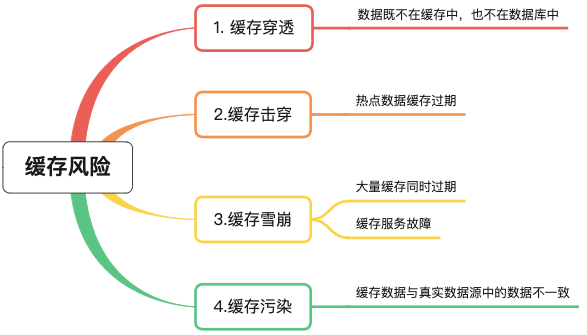 缓存风险
1. 缓存穿透
数据既不在缓存中，也不在数据库中
2.缓存击穿
热点数据缓存过期
3.缓存雪崩
大量缓存同时过期
缓存服务故障
4.缓存污染
缓存数据与真实数据源中的数据不一致